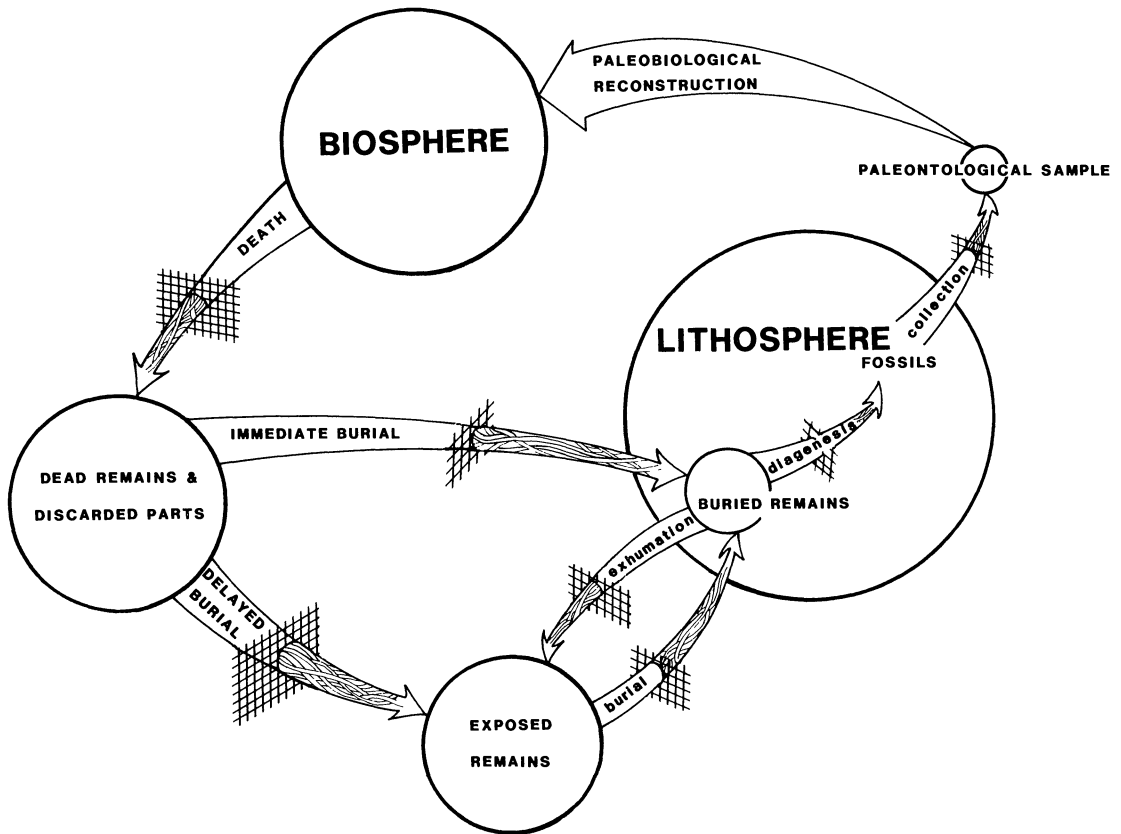 PALEOBIOLOGICAL
RECONSTRUCTION
BIOSPHERE
PALEONTOLOGICAL SAMPLE
DEATH
collection
LITHOSPHERE
FOSSILS
IMMEDIATE BURIAL
diagenesis
DEAD REMAINS &
DISCARDED PARTS
BURIED REMAINS
exhumation
DELAYED
BURIAL
burial
EXPOSED
REMAINS